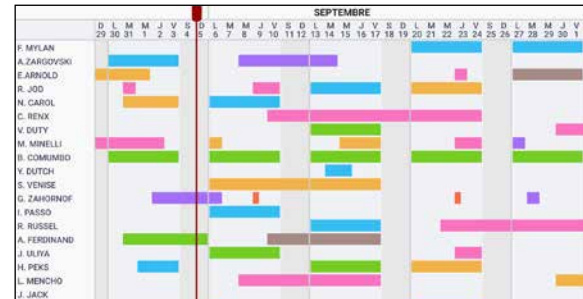 SEPTEMBRE
D L M M J V S D L M M J V S D L M M J V S D L M M J V S D L M M J V
29 30 31 1 2 3 4 5 6 7 8 9 10 11 12 13 14 15 16 17 18 19 20 21 22 23 24 25 26 27 28 29 30 1
F. MYLAN
A.ZARGOVSKI
E.ARNOLD
R. JOD
N. CAROL
C. RENX
V. DUTY
M. MINELLI
B. COMUMBO
Y. DUTCH
S. VENISE
G. ZAHORNOF
I. PASSO
R. RUSSEL
A. FERDINAND
J. ULIYA
H. PEKS
L. MENCHO
J. JACK